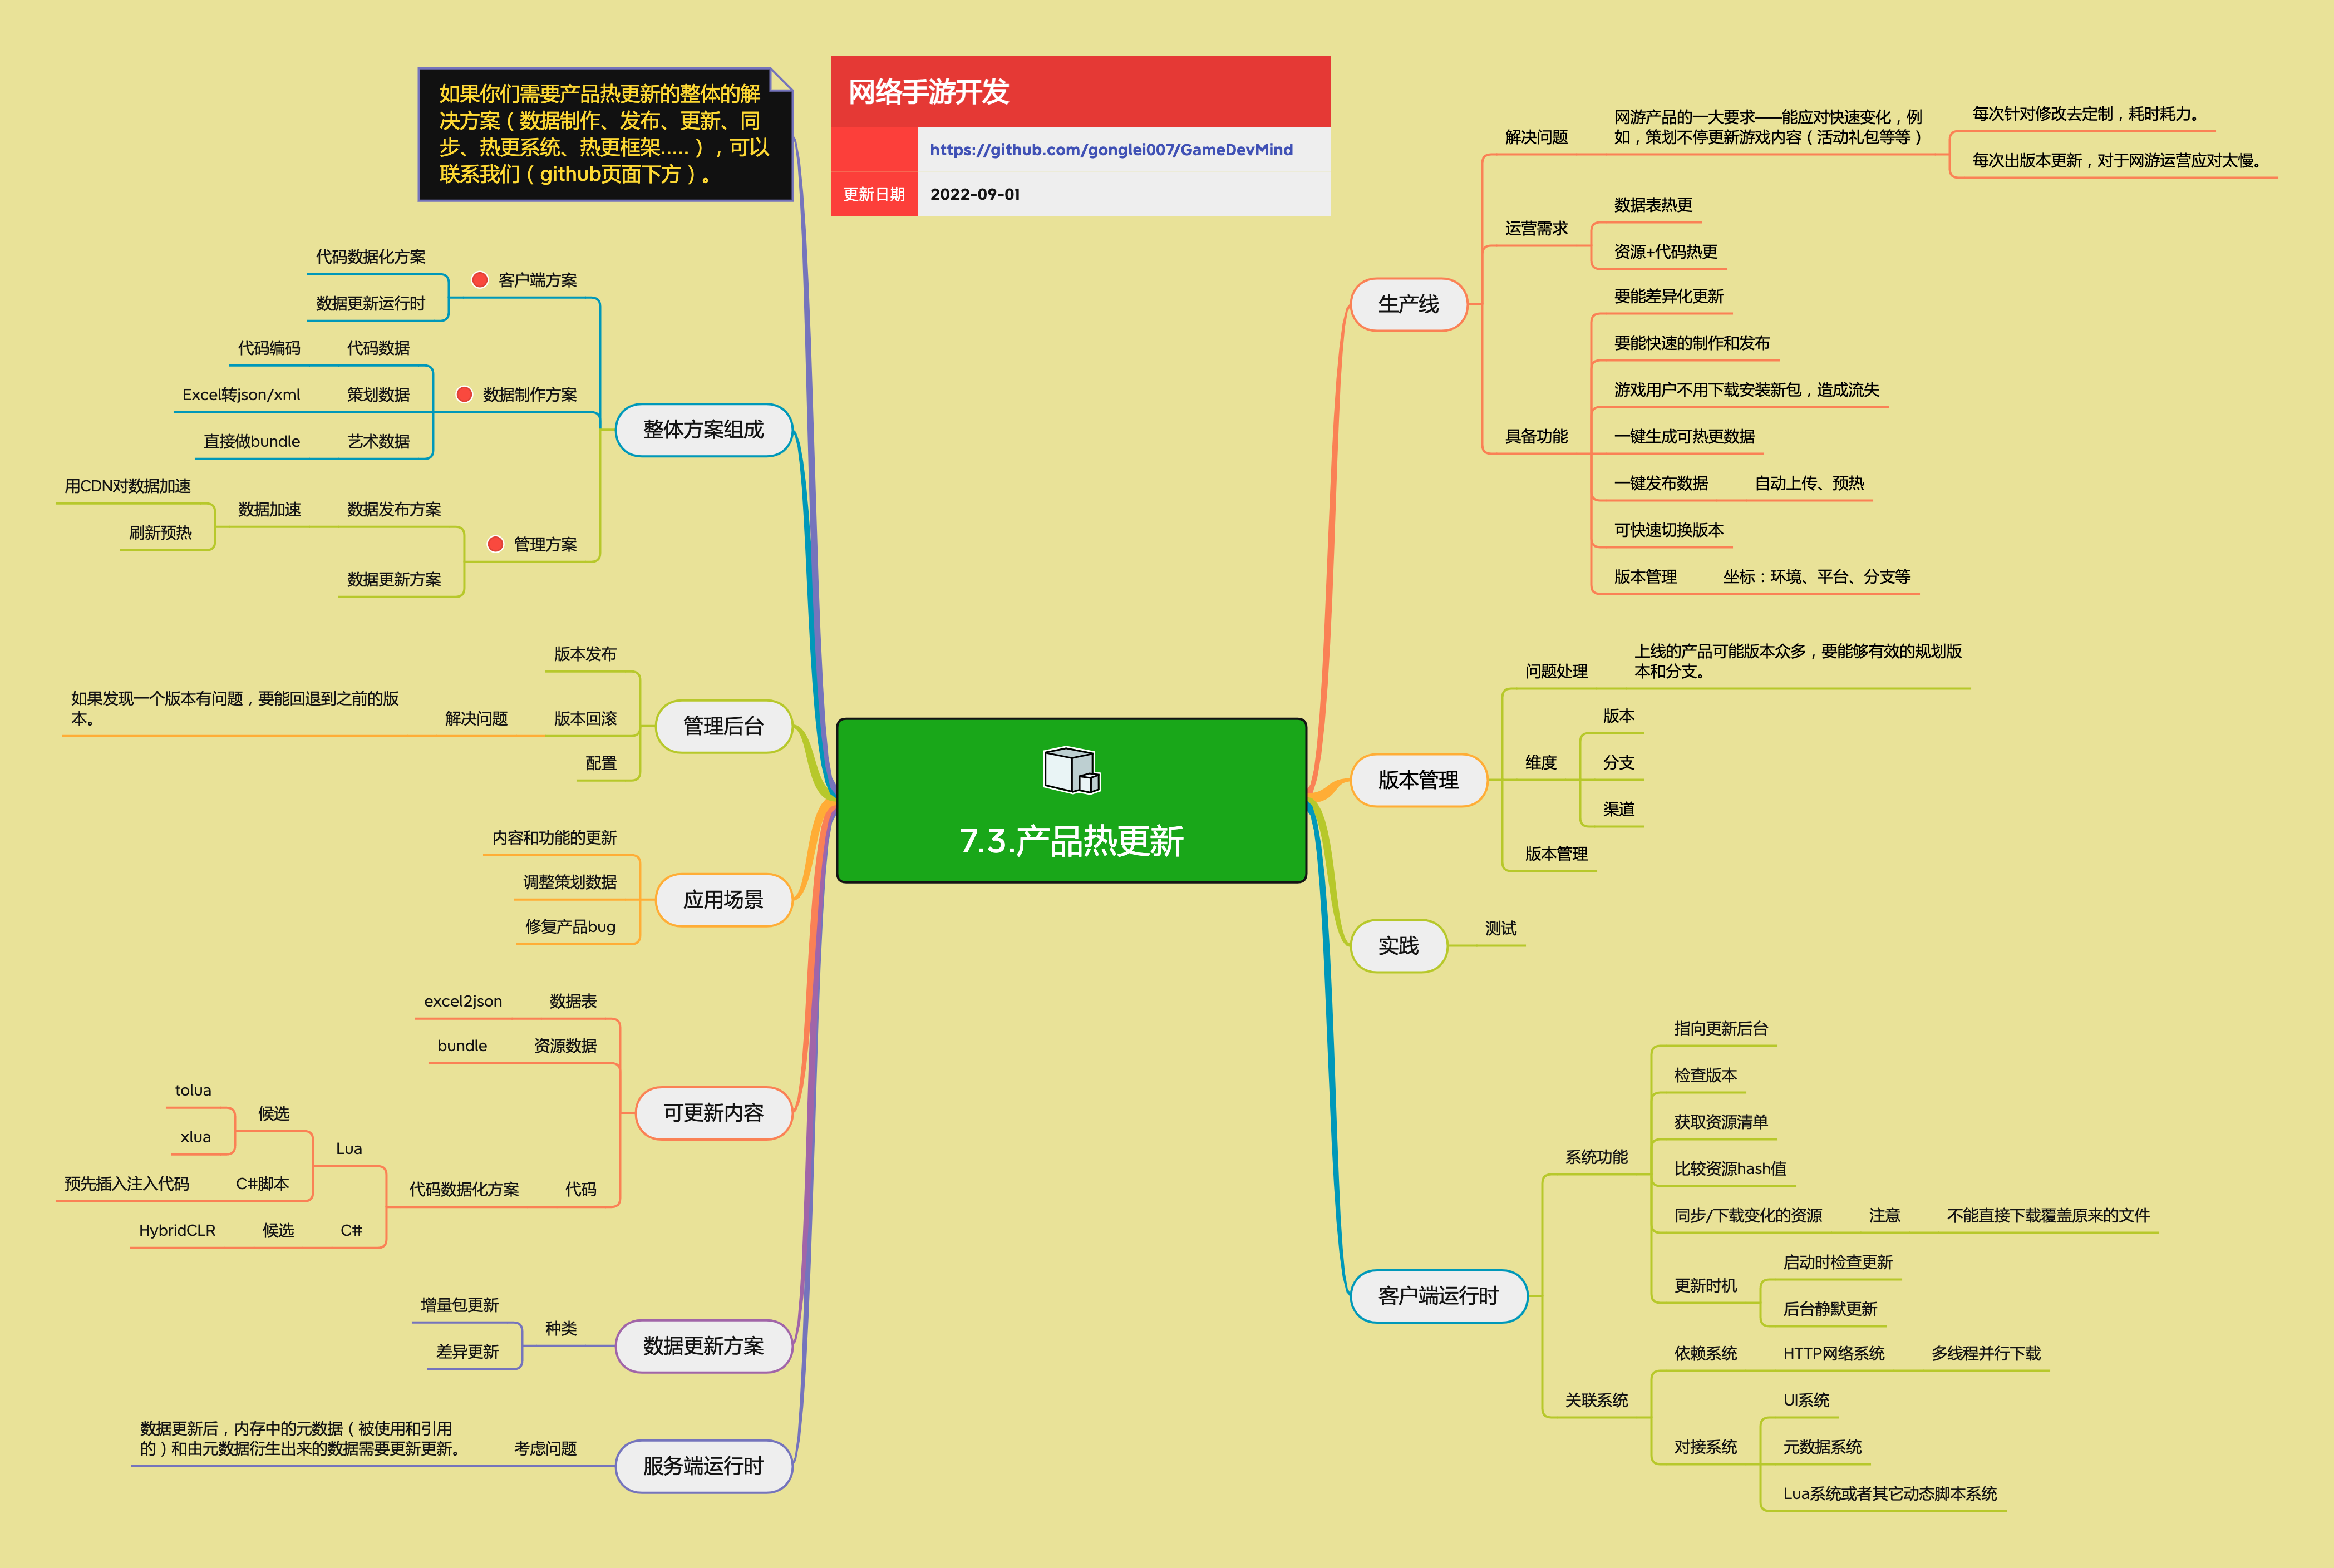 如果你们需要产品热更新的整体的解
决方案（数据制作、发布、更新、同
步、热更系统、热更框架.....），可以
联系我们（github页面下方）。
网络手游开发
https://github.com/gonglei007/GameDevMind
更新日期 2022-09-01
7.3.产品热更新
整体方案组成
客户端方案
代码数据化方案
数据更新运行时
数据制作方案
代码数据
代码编码
策划数据
Excel转json/xml
艺术数据
直接做bundle
管理方案
数据发布方案
数据加速
用CDN对数据加速
刷新预热
数据更新方案
管理后台
版本发布
版本回滚
解决问题
如果发现一个版本有问题，要能回退到之前的版
本。
配置
应用场景
内容和功能的更新
调整策划数据
修复产品bug
可更新内容
数据表
excel2json
资源数据
bundle
代码
代码数据化方案
Lua
候选
tolua
xlua
C#脚本
预先插入注入代码
C#
候选
HybridCLR
数据更新方案
种类
增量包更新
差异更新
服务端运行时
考虑问题
数据更新后，内存中的元数据（被使用和引用
的）和由元数据衍生出来的数据需要更新更新。
生产线
解决问题
网游产品的一大要求——能应对快速变化，例
如，策划不停更新游戏内容（活动礼包等等）
每次针对修改去定制，耗时耗力。
每次出版本更新，对于网游运营应对太慢。
运营需求
数据表热更
资源+代码热更
具备功能
要能差异化更新
要能快速的制作和发布
游戏用户不用下载安装新包，造成流失
一键生成可热更数据
一键发布数据
自动上传、预热
可快速切换版本
版本管理
坐标：环境、平台、分支等
版本管理
问题处理
上线的产品可能版本众多，要能够有效的规划版
本和分支。
维度
版本
分支
渠道
版本管理
实践
测试
客户端运行时
系统功能
指向更新后台
检查版本
获取资源清单
比较资源hash值
同步/下载变化的资源
注意
不能直接下载覆盖原来的文件
更新时机
启动时检查更新
后台静默更新
关联系统
依赖系统
HTTP网络系统
多线程并行下载
对接系统
UI系统
元数据系统
Lua系统或者其它动态脚本系统